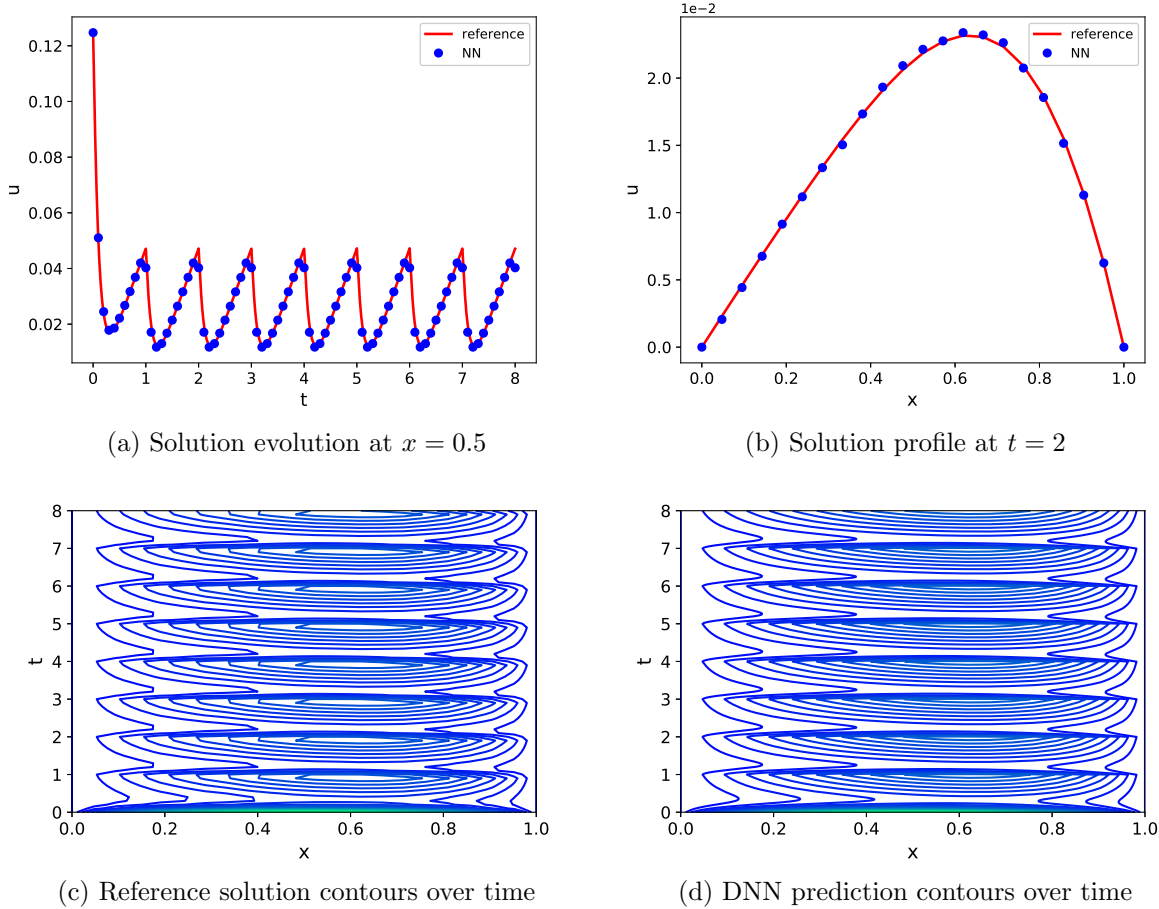 0.12
0.10
0.08
0.06
0.04
0.02
u
0 1 2 3 4 5 6 7 8
t
reference
NN
(a) Solution evolution at x = 0.5
1e−2
2.0
1.5
1.0
0.5
0.0
u
0.0 0.2 0.4 0.6 0.8 1.0
x
reference
NN
(b) Solution profile at t = 2
8
7
6
5
4
3
2
1
0
t
0.0 0.2 0.4 0.6 0.8 1.0
x
(c) Reference solution contours over time
8
7
6
5
4
3
2
1
0
t
0.0 0.2 0.4 0.6 0.8 1.0
x
(d) DNN prediction contours over time